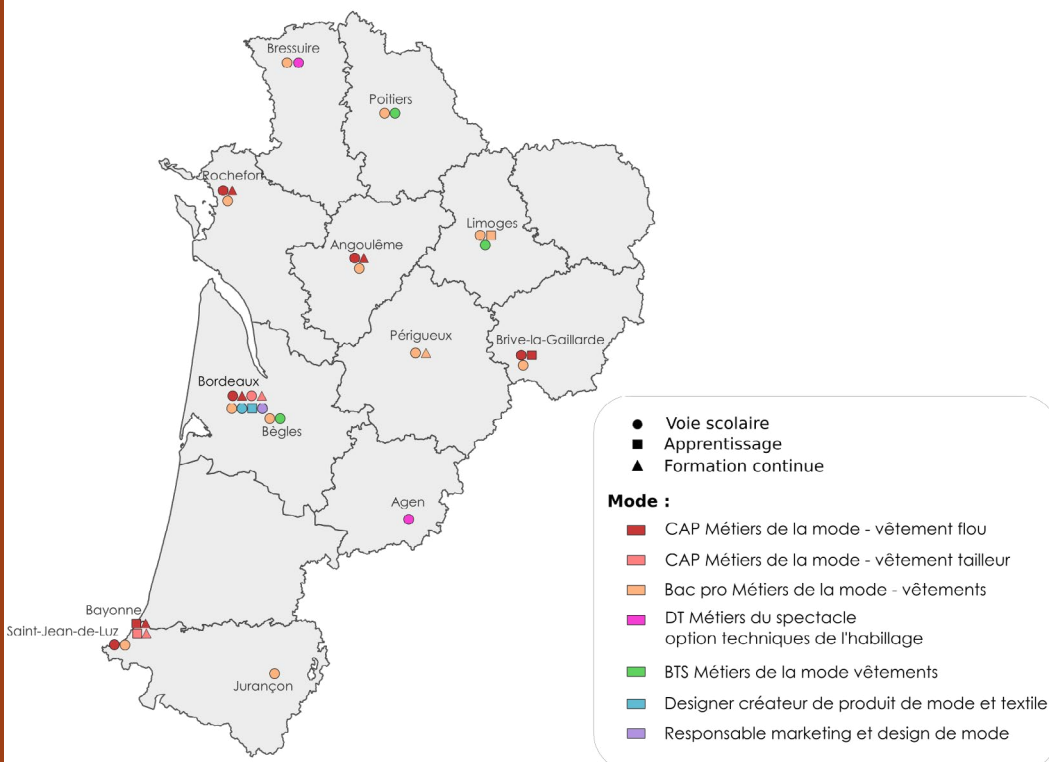 Bressuire
Poitiers
Rochefort
Limoges
Angoulême
Périgueux
Brive-la-Gaillarde
Bordeaux
Bègles
Agen
Bayonne
Saint-Jean-de-Luz
Jurançon
Voie scolaire
Apprentissage
Formation continue
Mode :
CAP Métiers de la mode - vêtement flou
CAP Métiers de la mode - vêtement tailleur
Bac pro Métiers de la mode - vêtements
DT Métiers du spectacle
option techniques de l'habillage
BTS Métiers de la mode vêtements
Designer créateur de produit de mode et textile
Responsable marketing et design de mode